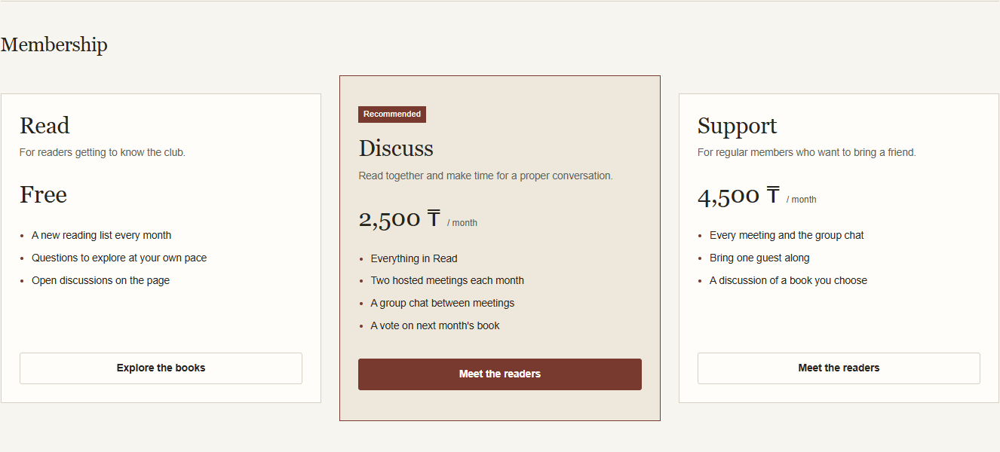 Membership
Read
For readers getting to know the club.
Free
A new reading list every month
Questions to explore at your own pace
Open discussions on the page
Explore the books
Recommended
Discuss
Read together and make time for a proper conversation.
2,500 ₸ / month
Everything in Read
Two hosted meetings each month
A group chat between meetings
A vote on next month's book
Meet the readers
Support
For regular members who want to bring a friend.
4,500 ₸ / month
Every meeting and the group chat
Bring one guest along
A discussion of a book you choose
Meet the readers